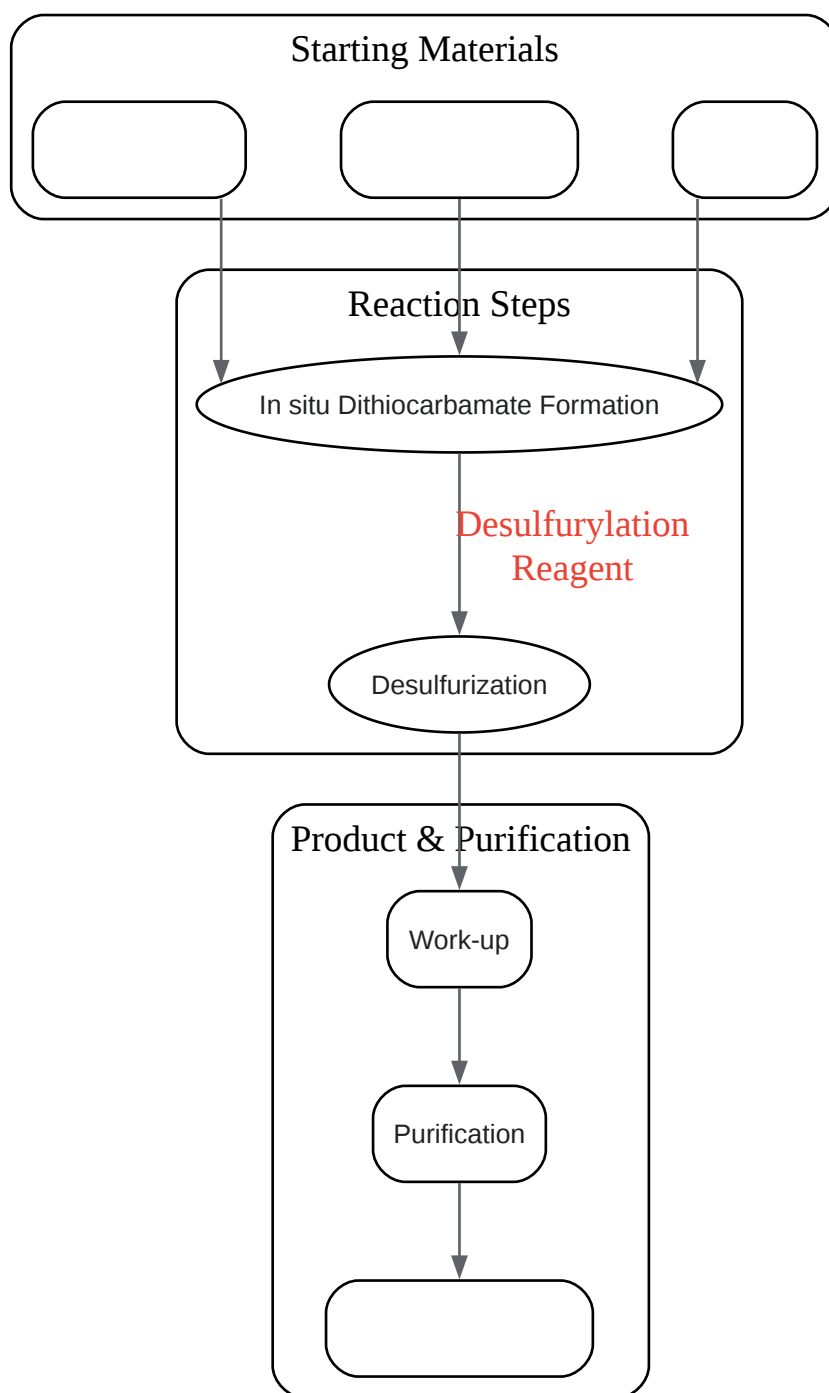 Starting Materials
Reaction Steps
In situ Dithiocarbamate Formation
Desulfurylation
Reagent
Desulfurization
Product & Purification
Work-up
Purification